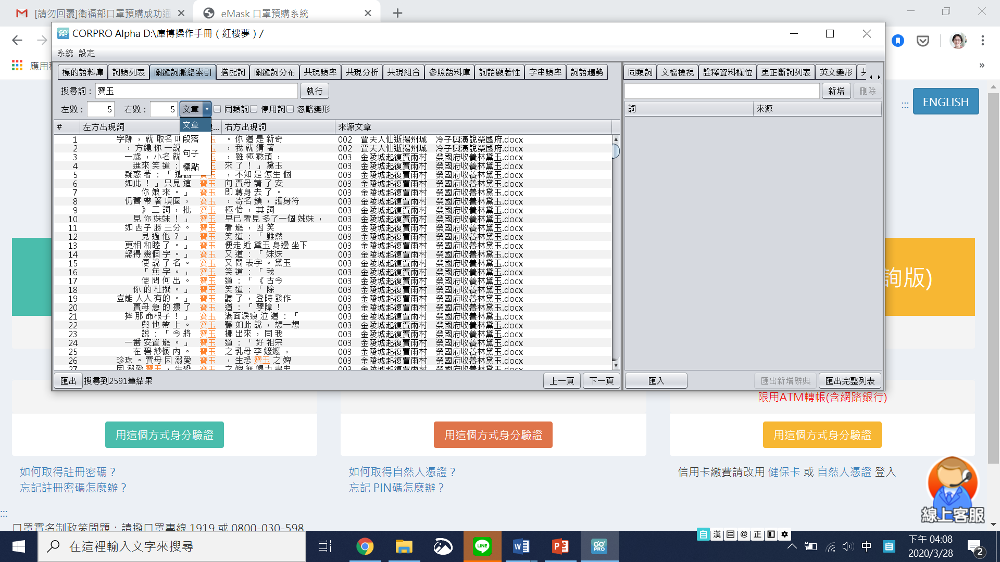 [請勿回覆]衛福部口罩預購成功通
eMask 口罩預購系統
CORPRO Alpha D:\庫博操作手冊（紅樓夢）/
系統 設定
應用
標的語料庫 詞頻列表 關鍵詞脈絡索引 搭配詞 關鍵詞分布 共現頻率 共現分析 共現組合 參照語料庫 詞語顯著性 字串頻率 詞語趨勢
同類詞 文檔檢視 詮釋資料欄位 更正斷詞列表 英文變形
搜尋詞： 寶玉 執行
新增 刪除
左數： 5 右數： 5 文章 同類詞 停用詞 忽略變形
ENGLISH
文章
段落
句子
標點
# 左方出現詞 右方出現詞 來源文章
詞 來源
1 字跡 ， 就 取名 。 你 道 是 新奇 002 賈夫人仙逝揚州城 冷子興演說榮國府.docx
2 ， 方纔 你 一說 ， 我 就 猜著 002 賈夫人仙逝揚州城 冷子興演說榮國府.docx
3 一歲 ， 小名 就 ， 雖 極 憨頑 ， 003 金陵城起復賈雨村 榮國府收養林黛玉.docx
4 進來 笑道 ： 來 了 ！ 」 黛玉 003 金陵城起復賈雨村 榮國府收養林黛玉.docx
5 疑惑 著 ： 「 這個 寶玉 ， 不知 是 怎生 個 003 金陵城起復賈雨村 榮國府收養林黛玉.docx
6 如此 ！ 」 只見 這 寶玉 向 賈母 請 了 安 003 金陵城起復賈雨村 榮國府收養林黛玉.docx
7 你 娘 來 。 」 寶玉 即 轉身 去 了 。 003 金陵城起復賈雨村 榮國府收養林黛玉.docx
8 仍舊 帶 著 項圈 ， 寶玉 ， 寄名 鎖 ， 護身符 003 金陵城起復賈雨村 榮國府收養林黛玉.docx
9 》 二 詞 ， 批 寶玉 極 恰 ， 其 詞 003 金陵城起復賈雨村 榮國府收養林黛玉.docx
10 見 你 妹妹 ！ 」 寶玉 早已 看見 多了 一個 姊妹 ， 003 金陵城起復賈雨村 榮國府收養林黛玉.docx
11 如 西子 勝 三分 。 寶玉 看 罷 ， 因 笑 003 金陵城起復賈雨村 榮國府收養林黛玉.docx
12 見 過 他 ？ 」 寶玉 笑道 ： 「 雖然 003 金陵城起復賈雨村 榮國府收養林黛玉.docx
13 更相 和睦 了 。 」 寶玉 便 走 近 黛玉 身邊 坐下 003 金陵城起復賈雨村 榮國府收養林黛玉.docx
14 認得 幾個 字 。 」 寶玉 又 道 ： 「 妹妹 003 金陵城起復賈雨村 榮國府收養林黛玉.docx
15 便 說 了 名 。 寶玉 又 問 表字 。 黛玉 003 金陵城起復賈雨村 榮國府收養林黛玉.docx
16 「 無 字 。 」 寶玉 笑道 ： 「 我 003 金陵城起復賈雨村 榮國府收養林黛玉.docx
17 便 問 何 出 。 寶玉 道 ： 「 《 古今 003 金陵城起復賈雨村 榮國府收養林黛玉.docx
18 你 的 杜撰 。 」 寶玉 笑道 ： 「 除 003 金陵城起復賈雨村 榮國府收養林黛玉.docx
19 豈能 人人 有的 。 」 寶玉 聽 了 ， 登時 發作 003 金陵城起復賈雨村 榮國府收養林黛玉.docx
20 賈母 急 的 摟 了 寶玉 道 ： 「 孽障 ！ 003 金陵城起復賈雨村 榮國府收養林黛玉.docx
21 摔 那 命根子 ！ 」 寶玉 滿面 淚痕 泣 道 ： 「 003 金陵城起復賈雨村 榮國府收養林黛玉.docx
22 與 他 帶 上 。 寶玉 聽 如此 說 ， 想一想 003 金陵城起復賈雨村 榮國府收養林黛玉.docx
23 說 ： 「 今 將 寶玉 挪 出來 ， 同 我 003 金陵城起復賈雨村 榮國府收養林黛玉.docx
24 一番 安置 罷 。 」 寶玉 道 ： 「 好 祖宗 003 金陵城起復賈雨村 榮國府收養林黛玉.docx
25 在 碧 紗櫥 內 。 寶玉 之 乳母 李 嬤嬤 ， 003 金陵城起復賈雨村 榮國府收養林黛玉.docx
26 珍珠 。 賈母 因 溺愛 寶玉 ， 生恐 寶玉 之 婢 003 金陵城起復賈雨村 榮國府收養林黛玉.docx
27 因 溺愛 寶玉 ， 生恐 寶玉 之 婢 無 竭力 盡忠 003 金陵城起復賈雨村 榮國府收養林黛玉.docx
詢版)
匯出 搜尋到2591筆結果 上一頁 下一頁 匯入 匯出新增辭典 匯出完整列表
限用ATM轉帳(含網路銀行)
用這個方式身分驗證 用這個方式身分驗證 用這個方式身分驗證
如何取得註冊密碼？
忘記註冊密碼怎麼辦？
如何取得自然人憑證？
忘記 PIN碼怎麼辦？
信用卡繳費請改用 健保卡 或 自然人憑證 登入
線上客服
口罩實名制政策問題：請撥口罩專線 1919 或 0800-030-598
自 漢 @ 正
在這裡輸入文字來搜尋
LINE
GO PRO
中 自
下午 04:08
2020/3/28
2